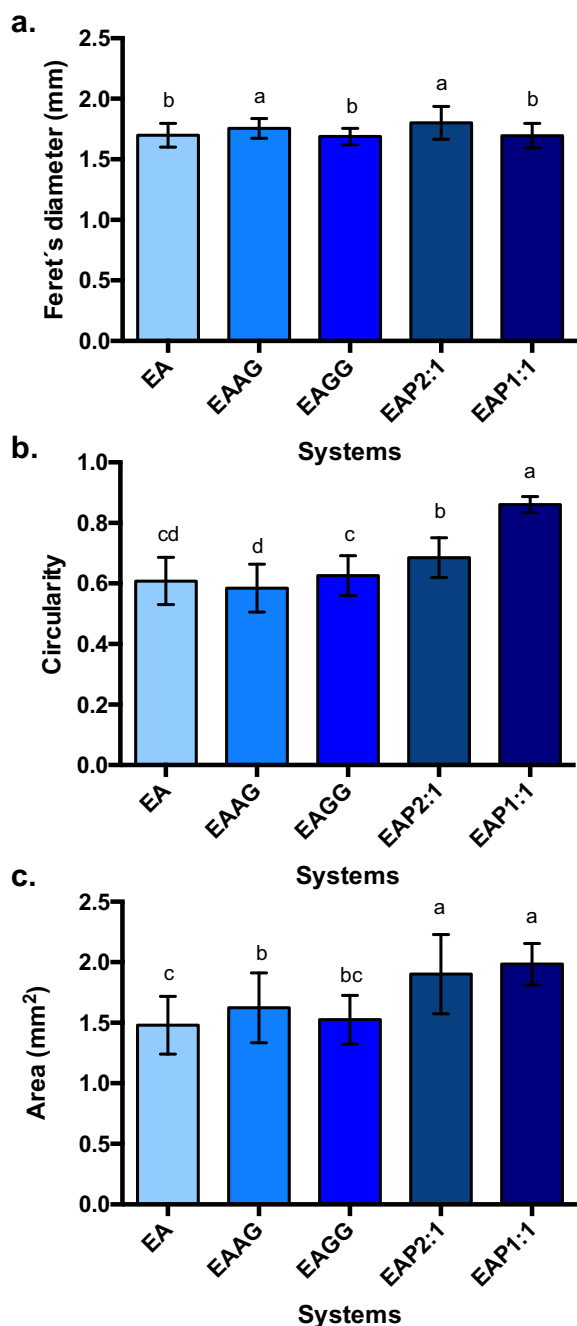 a.
Feret´s diameter (mm)
2.5
2.0
1.5
1.0
0.5
0.0
b
a
b
a
b
EA
EAAG
EAGG
EAP2:1
EAP1:1
Systems
b.
Circularity
1.0
0.8
0.6
0.4
0.2
0.0
cd
d
c
b
a
EA
EAAG
EAGG
EAP2:1
EAP1:1
Systems
c.
Area (mm²)
2.5
2.0
1.5
1.0
0.5
0.0
c
b
bc
a
a
EA
EAAG
EAGG
EAP2:1
EAP1:1
Systems